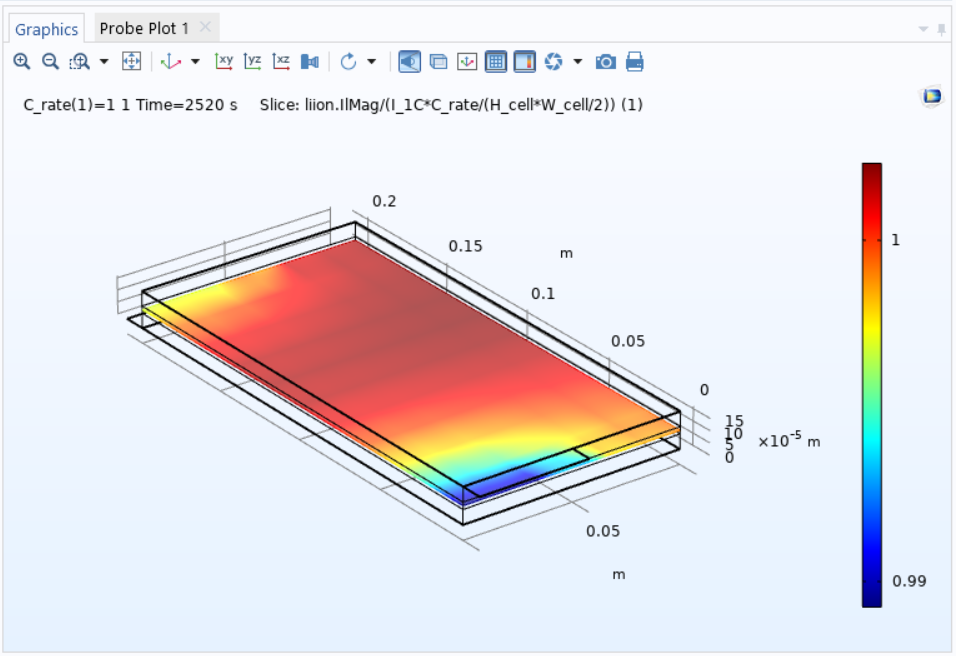 Graphics
Probe Plot 1
xy yz xz
C_rate(1)=1 1 Time=2520 s Slice: liion.IlMag/(I_1C*C_rate/(H_cell*W_cell/2)) (1)
0.2
0.15
m
0.1
0.05
0
15
10
5
0
×10⁻⁵ m
0.05
m
1
0.99